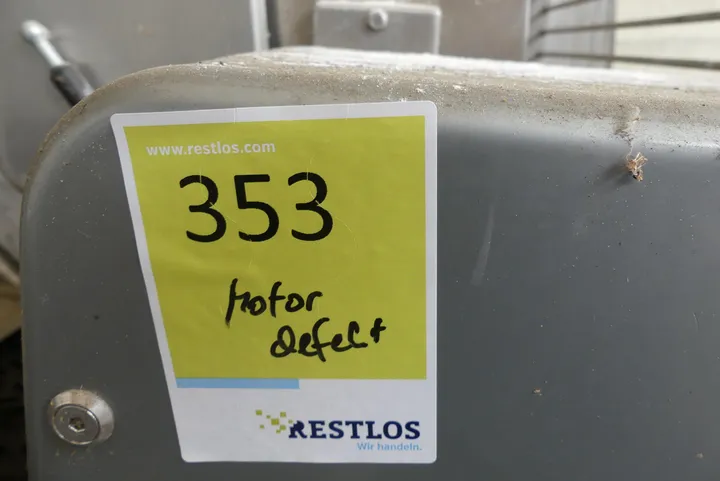 www.restlos.com
353
Motor
defekt
RESTLOS
Wir handeln.